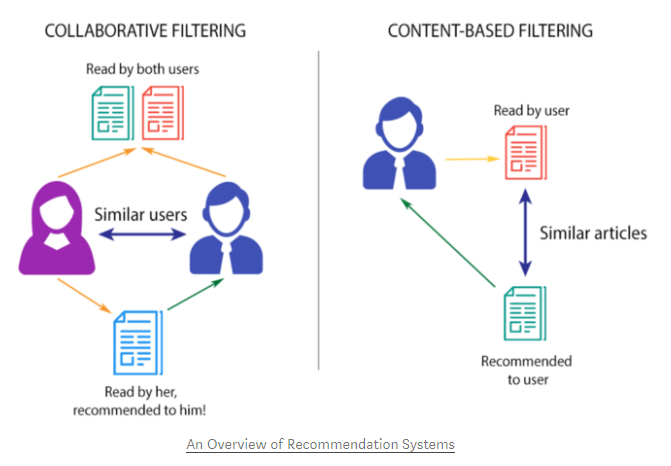 COLLABORATIVE FILTERING
Read by both users
Similar users
Read by her,
recommended to him!
CONTENT-BASED FILTERING
Read by user
Similar articles
Recommended
to user
An Overview of Recommendation Systems